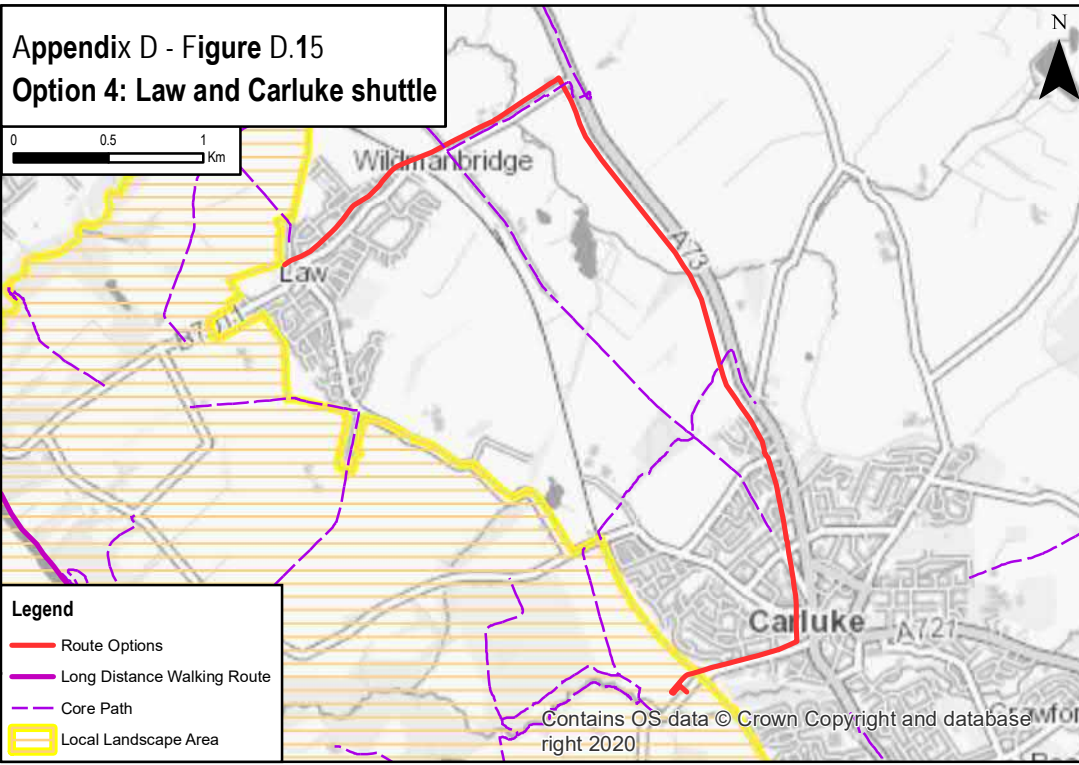 Appendix D - Figure D.15
Option 4: Law and Carluke shuttle
N
0 0.5 1
Km
Wildmanbridge
Law
A73
Carluke
A721
Legend
Route Options
Long Distance Walking Route
Core Path
Local Landscape Area
Contains OS data © Crown Copyright and database
right 2020